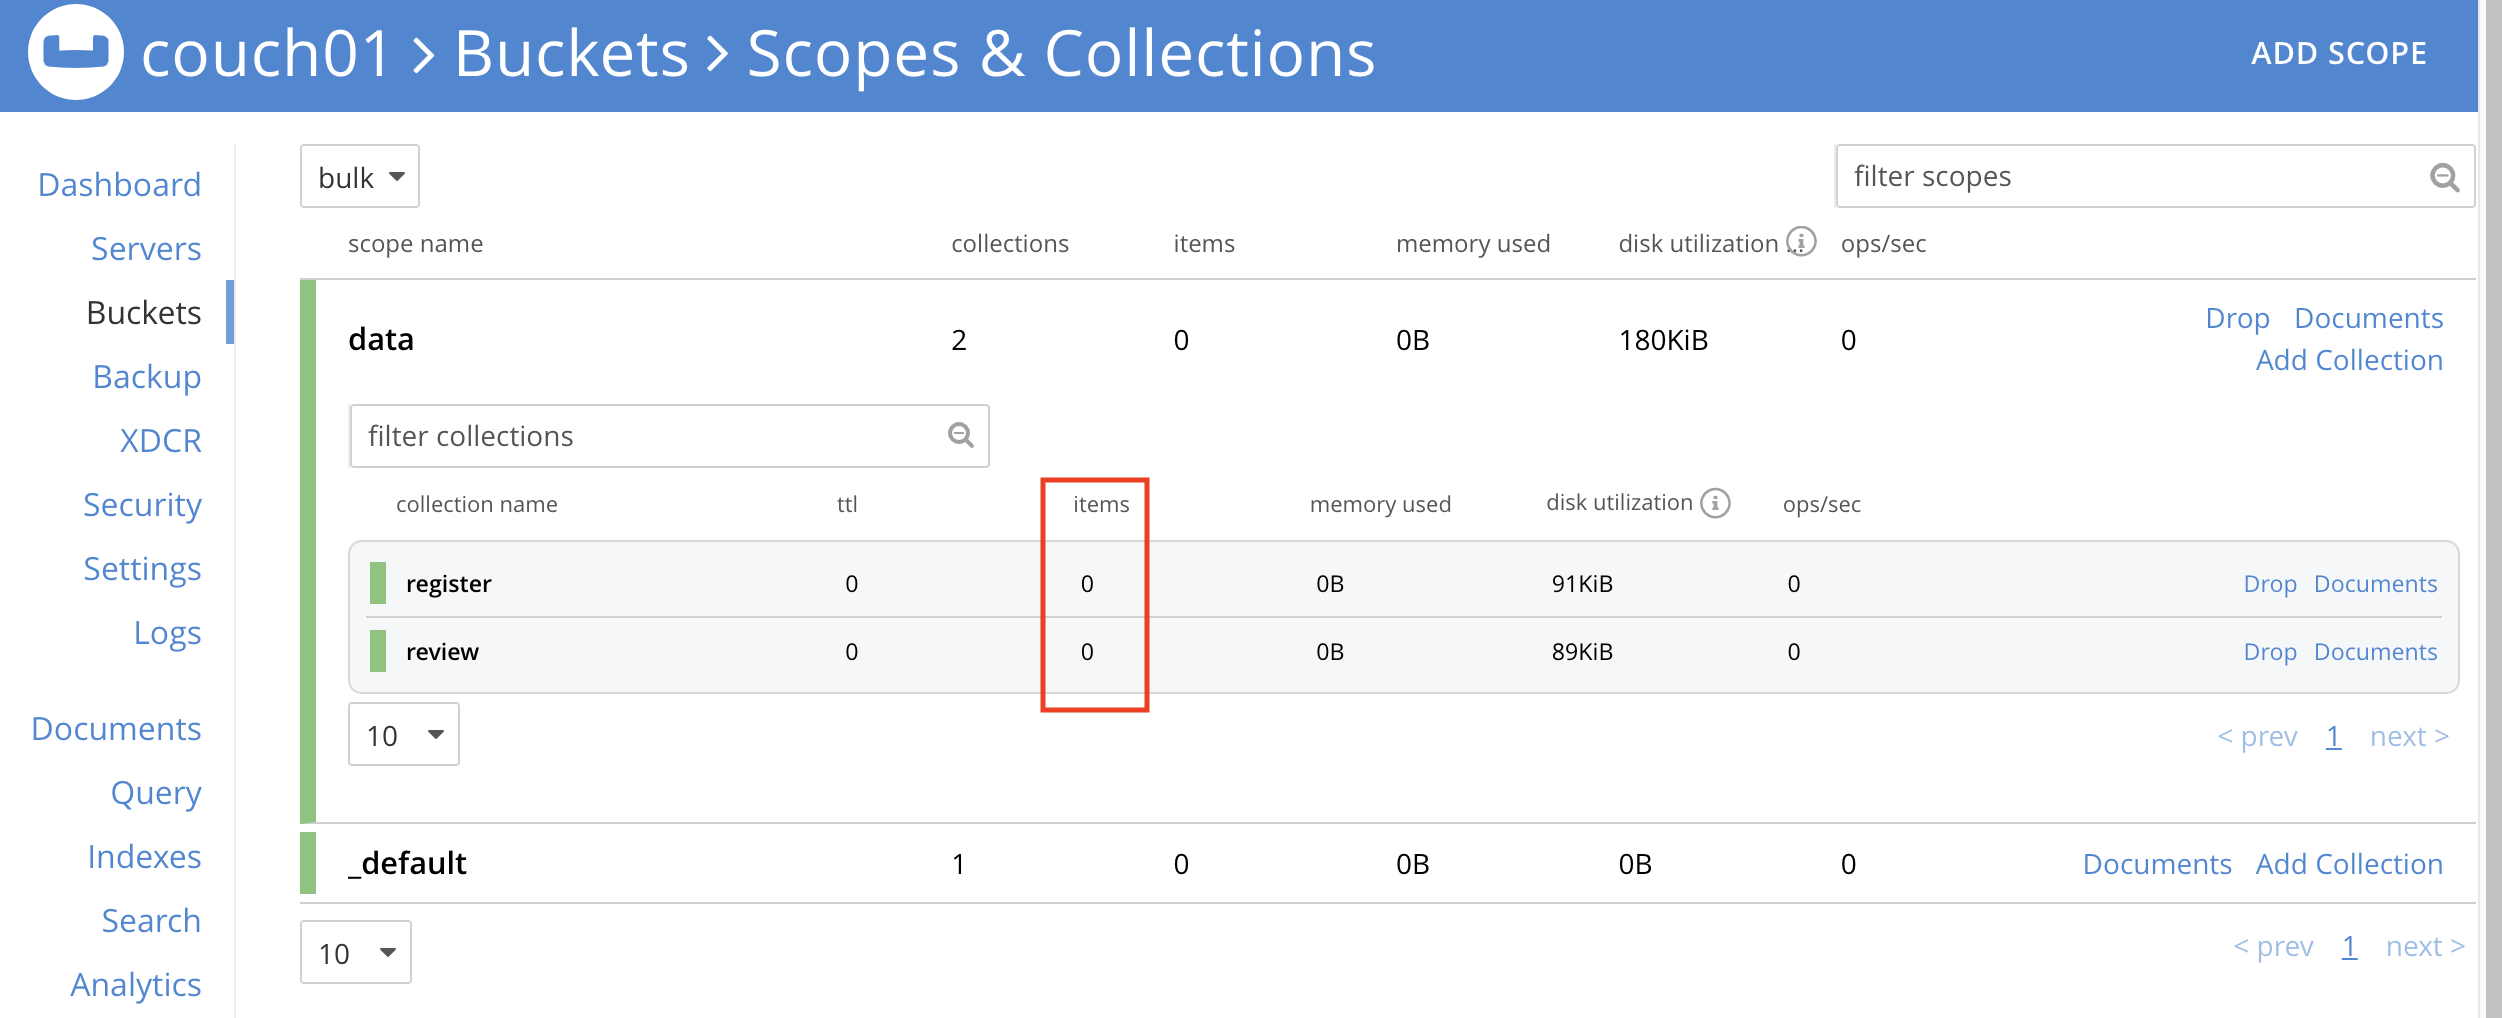 couch01 > Buckets > Scopes & Collections
ADD SCOPE
Dashboard
Servers
Buckets
Backup
XDCR
Security
Settings
Logs
Documents
Query
Indexes
Search
Analytics
bulk
filter scopes
scope name collections items memory used disk utilization ... ops/sec
data 2 0 0B 180KiB 0 Drop Documents
Add Collection
filter collections
collection name ttl items memory used disk utilization ops/sec
register 0 0 0B 91KiB 0 Drop Documents
review 0 0 0B 89KiB 0 Drop Documents
10
< prev 1 next >
_default 1 0 0B 0B 0 Documents Add Collection
10
< prev 1 next >